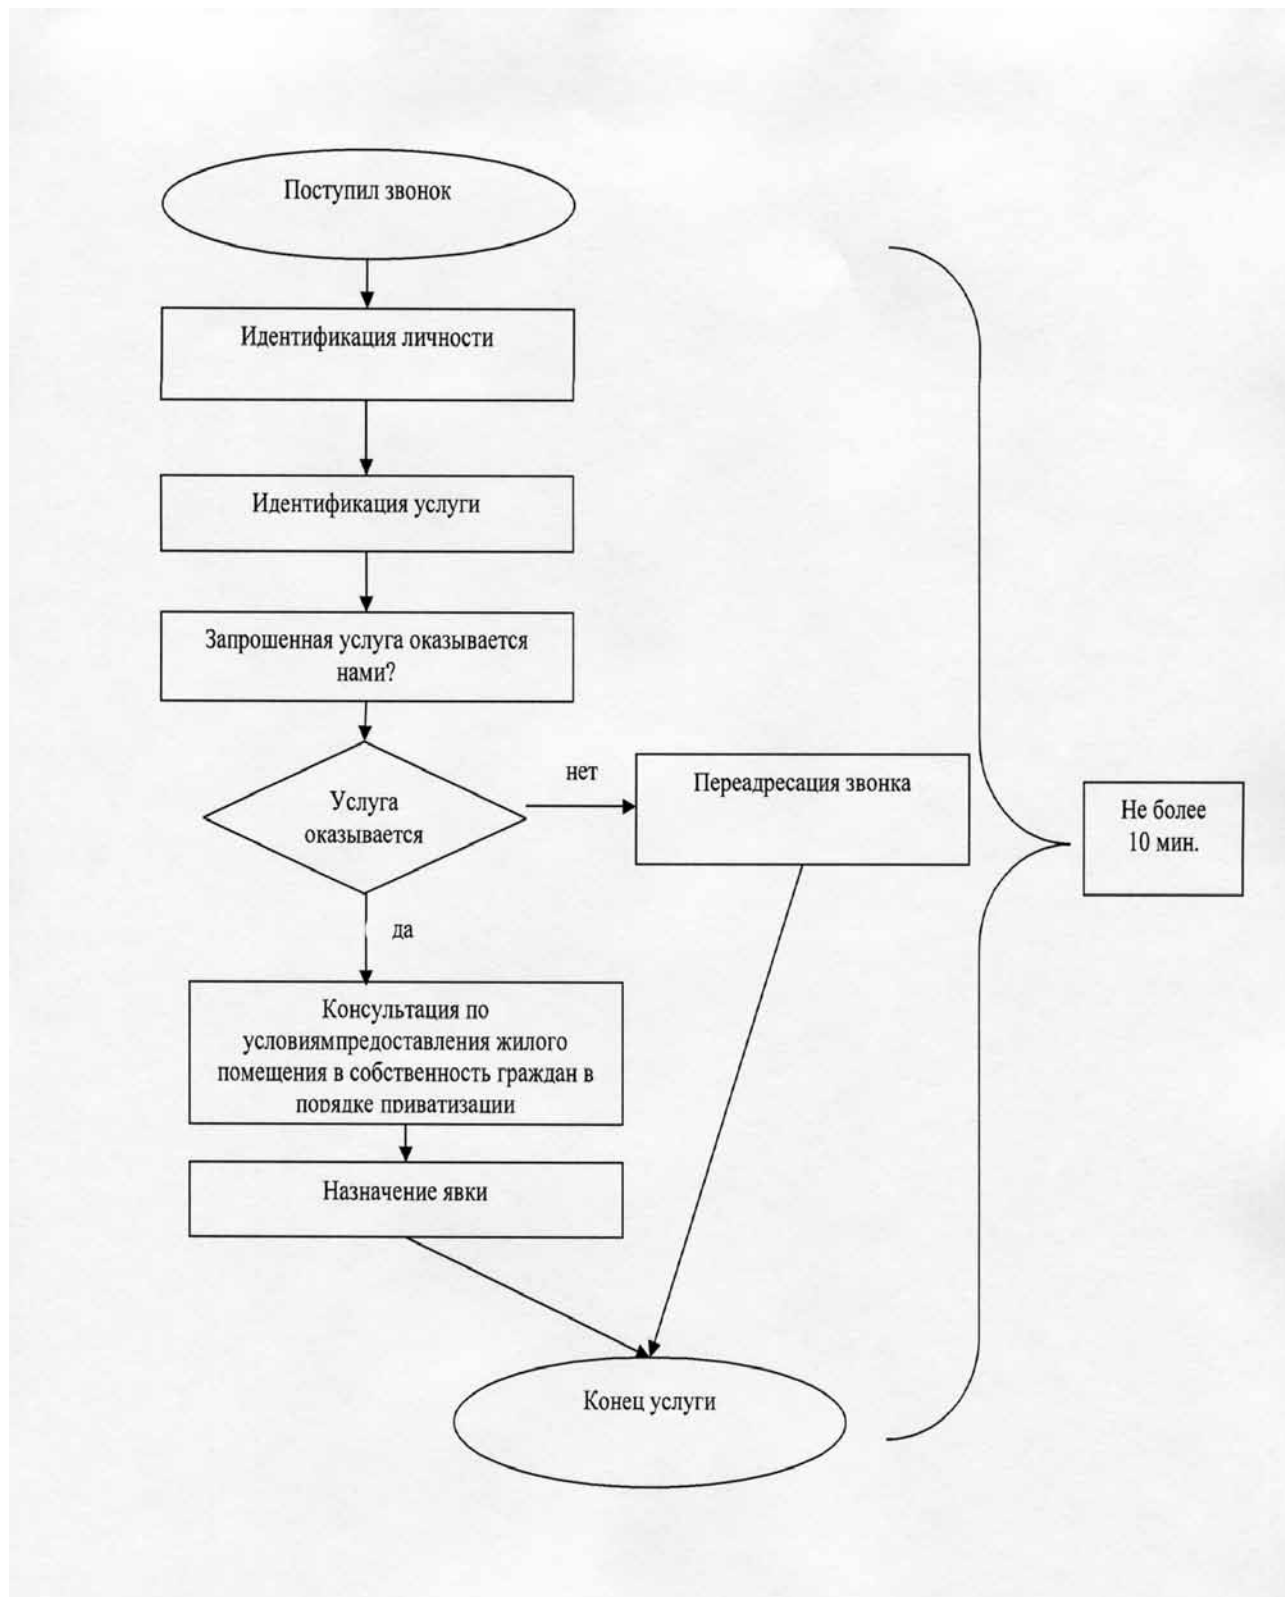 Поступил звонок
Идентификация личности
Идентификация услуги
Запрошенная услуга оказывается
нами?
Услуга
оказывается
нет
Переадресация звонка
Не более
10 мин.
да
Консультация по
условиямпредоставления жилого
помещения в собственность граждан в
порядке приватизации
Назначение явки
Конец услуги